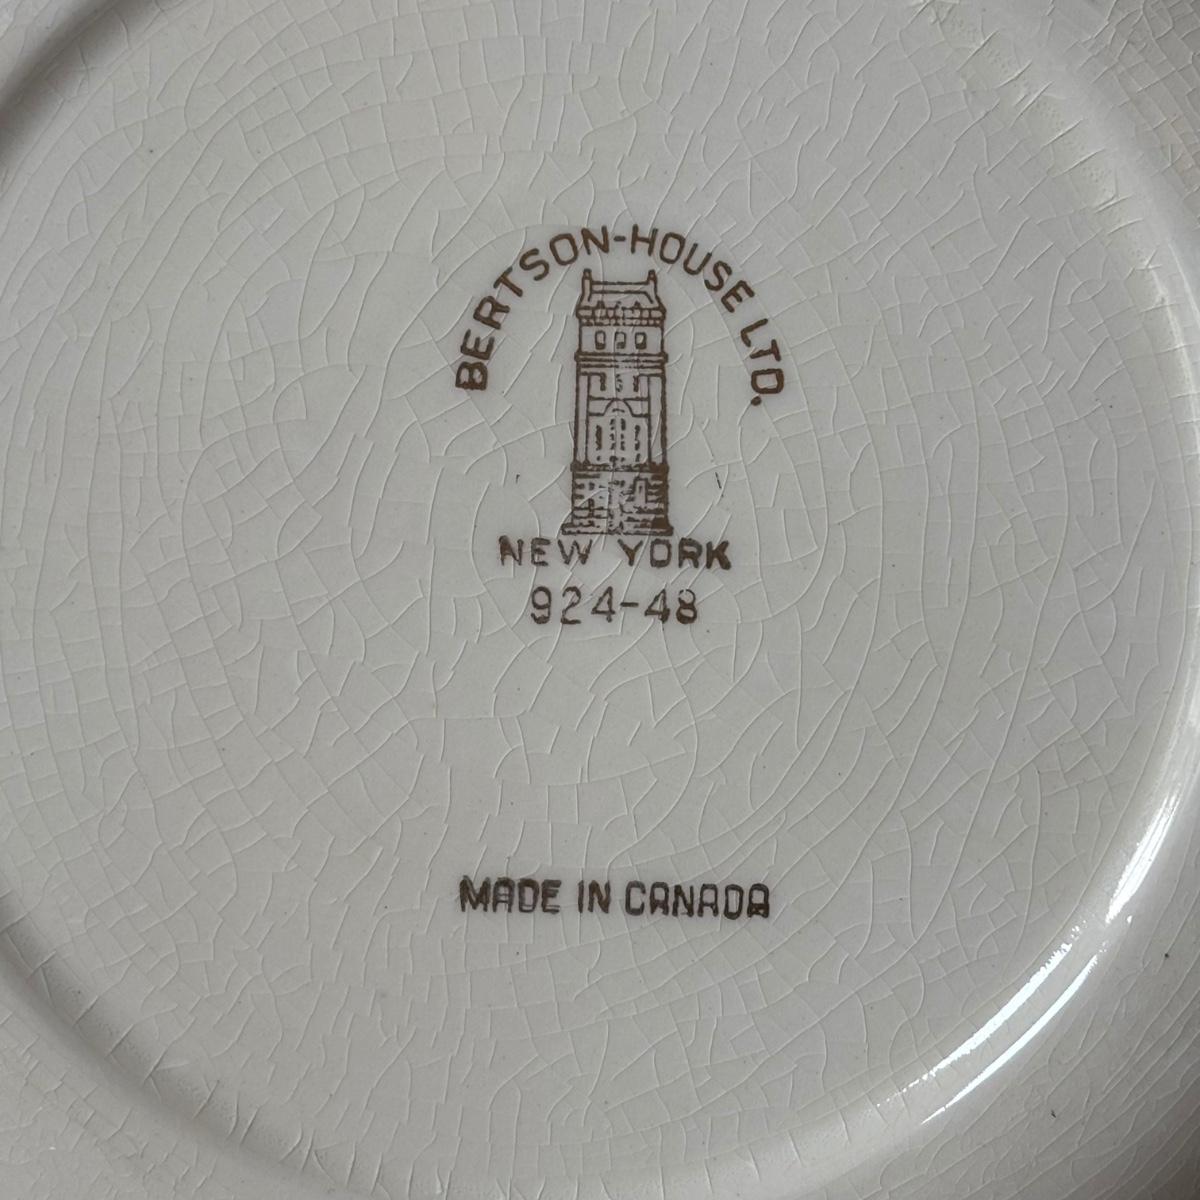 BERTSON-HOUSE LTD.
NEW YORK
924-48
MADE IN CANADA